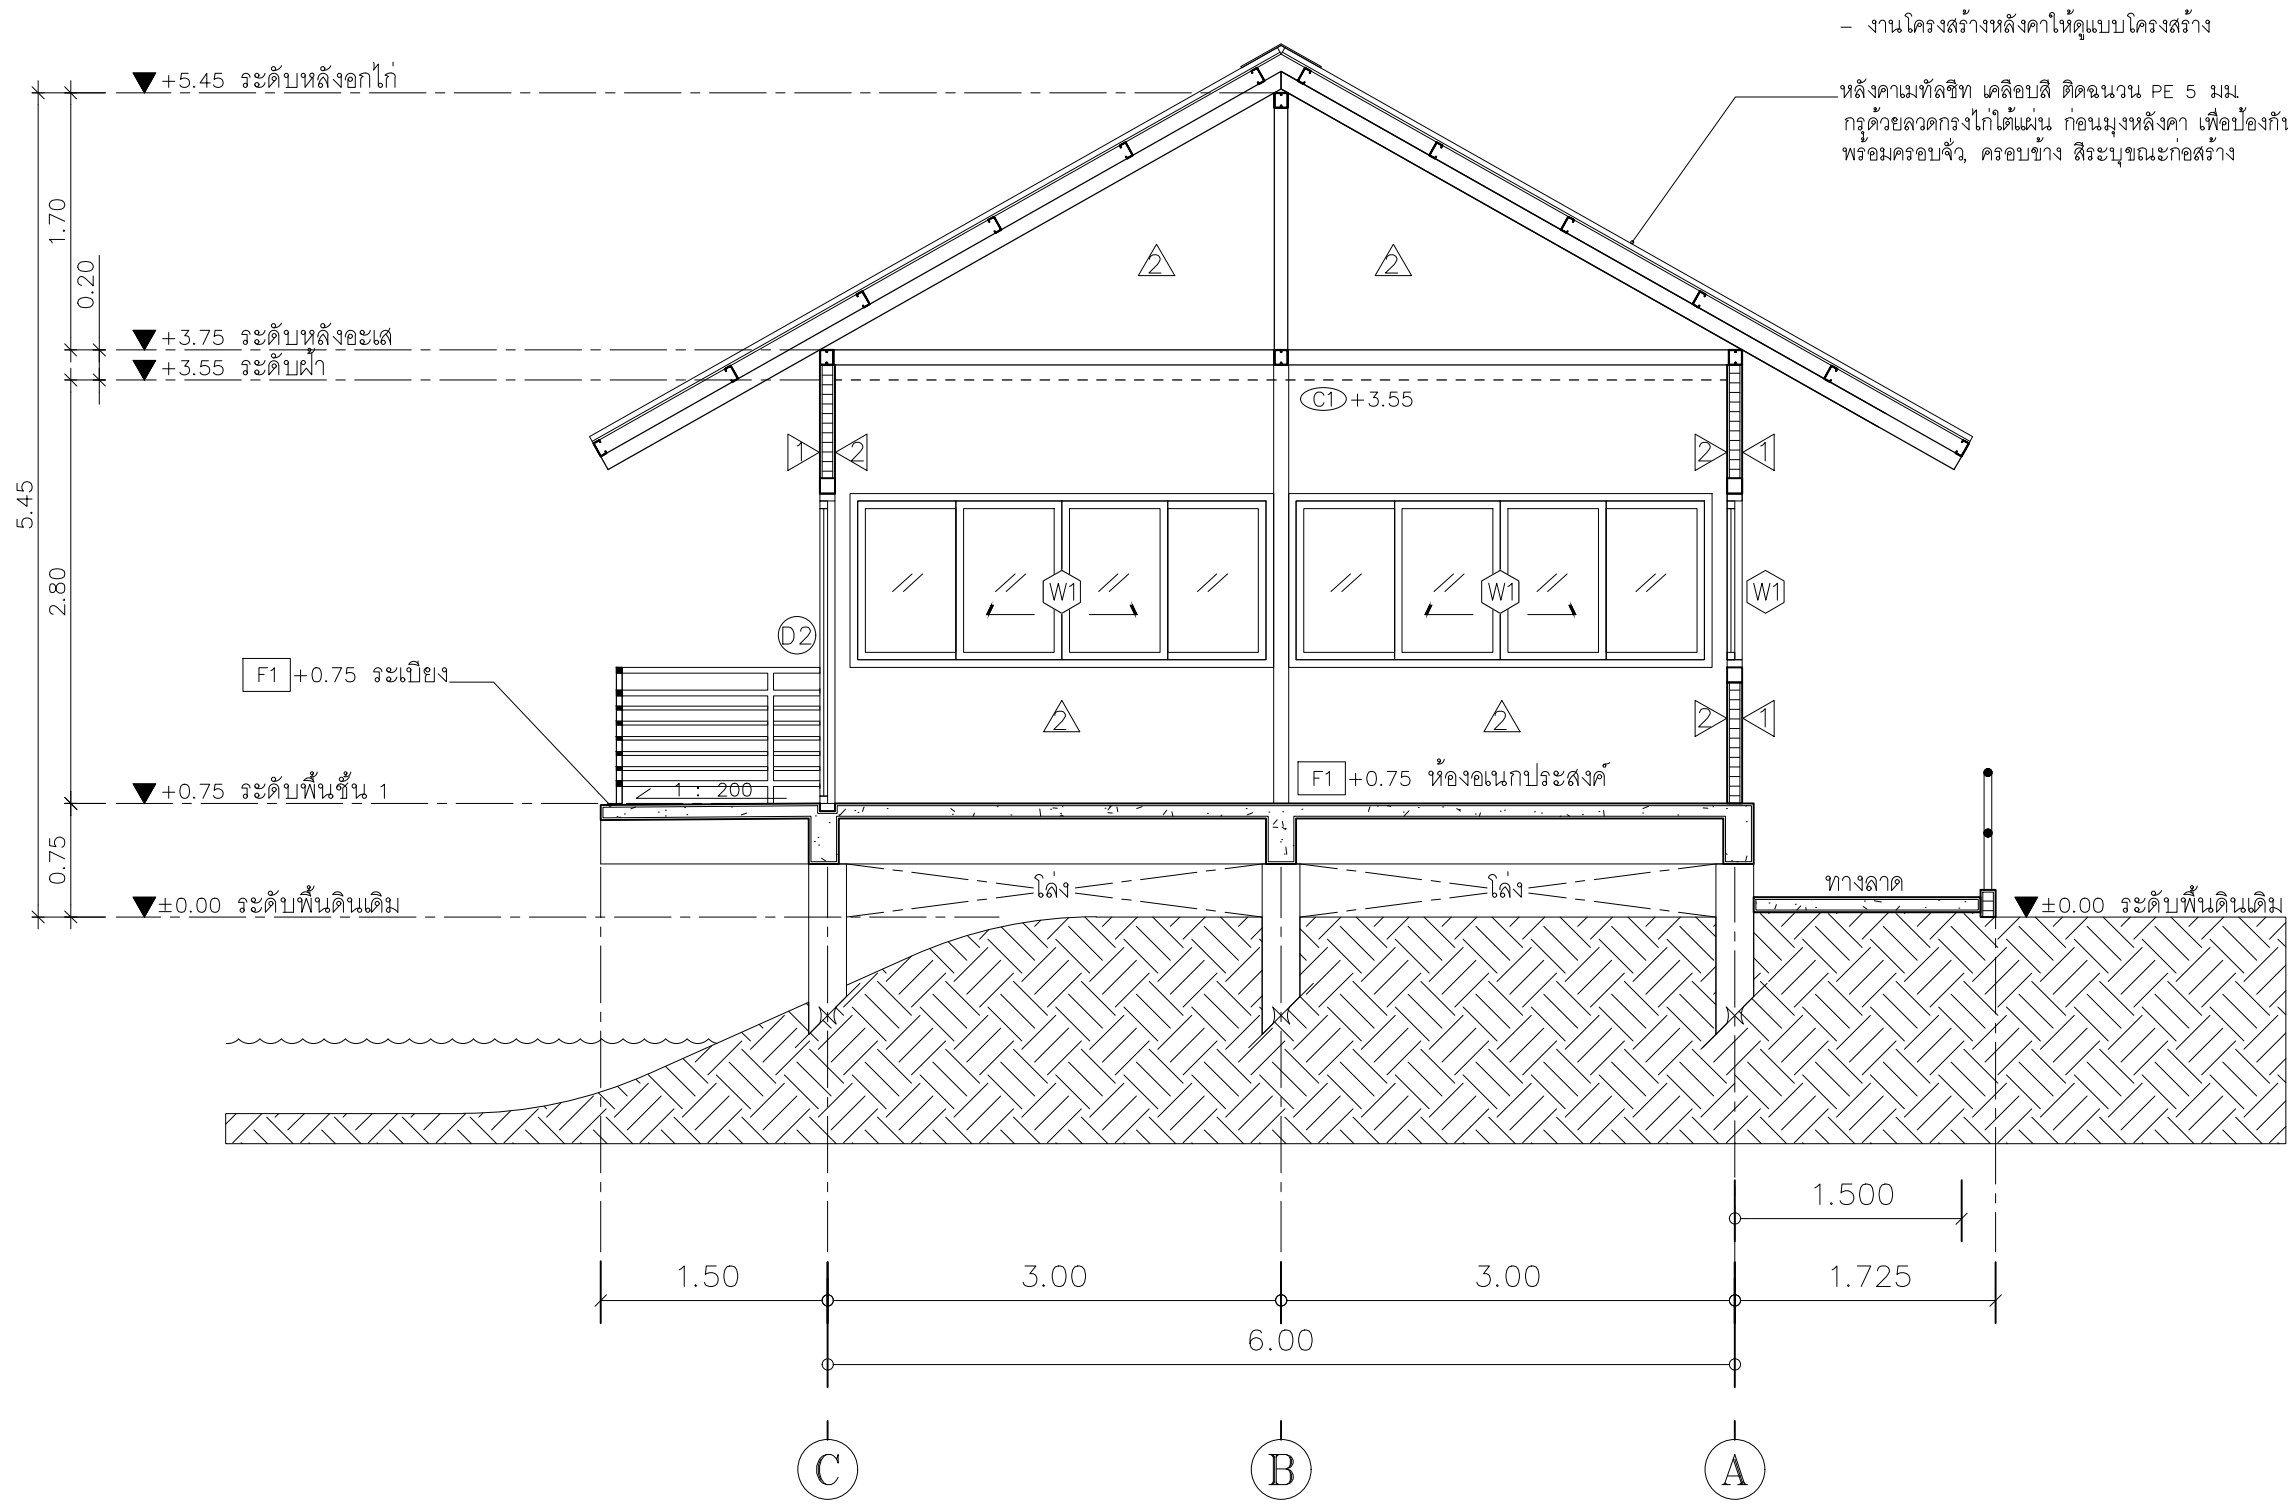 - งานโครงสร้างหลังคาให้ดูแบบโครงสร้าง
+5.45 ระดับหลังอกไก่
หลังคาเมทัลชีท เคลือบสี ติดฉนวน PE 5 มม.
กรุด้วยลวดกรงไก่ใต้แผ่น ก่อนมุงหลังคา เพื่อป้องกัน
พร้อมครอบจั่ว, ครอบข้าง สีระบุขณะก่อสร้าง
1.70
0.20
2
2
+3.75 ระดับหลังอะเส
+3.55 ระดับฝ้า
C1 +3.55
1 2
2 1
5.45
2.80
W1
W1
W1
D2
F1 +0.75 ระเบียง
2
2
2 1
F1 +0.75 ห้องอเนกประสงค์
+0.75 ระดับพื้นชั้น 1
1 : 200
0.75
โล่ง
โล่ง
ทางลาด
±0.00 ระดับพื้นดินเดิม
±0.00 ระดับพื้นดินเดิม
1.500
1.50
3.00
3.00
1.725
6.00
C
B
A